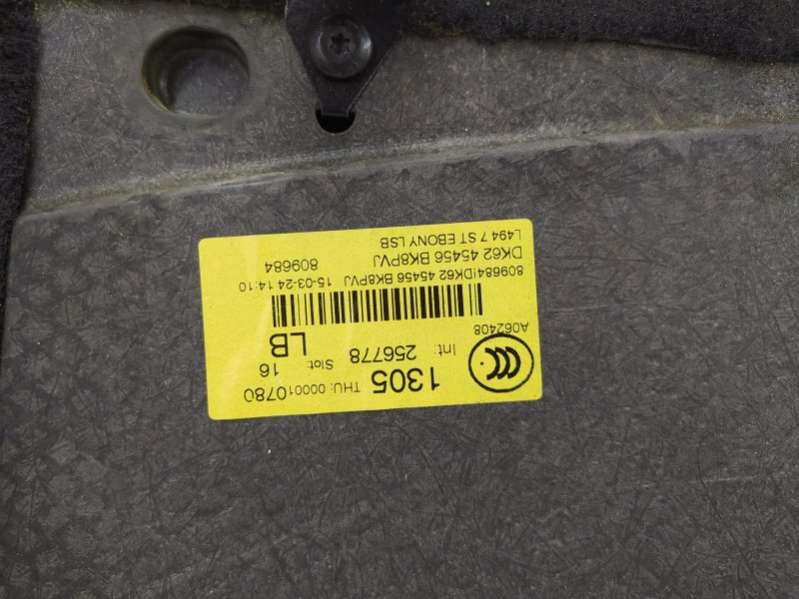 1305 THU: 0000010780
Int: 256778 Slot: 16
A062408
LB
809684IDK62 45456 BK8PVJ 15-03-24 14:10
DK62 45456 BK8PVJ 809684
L494 7 ST EBONY LSB